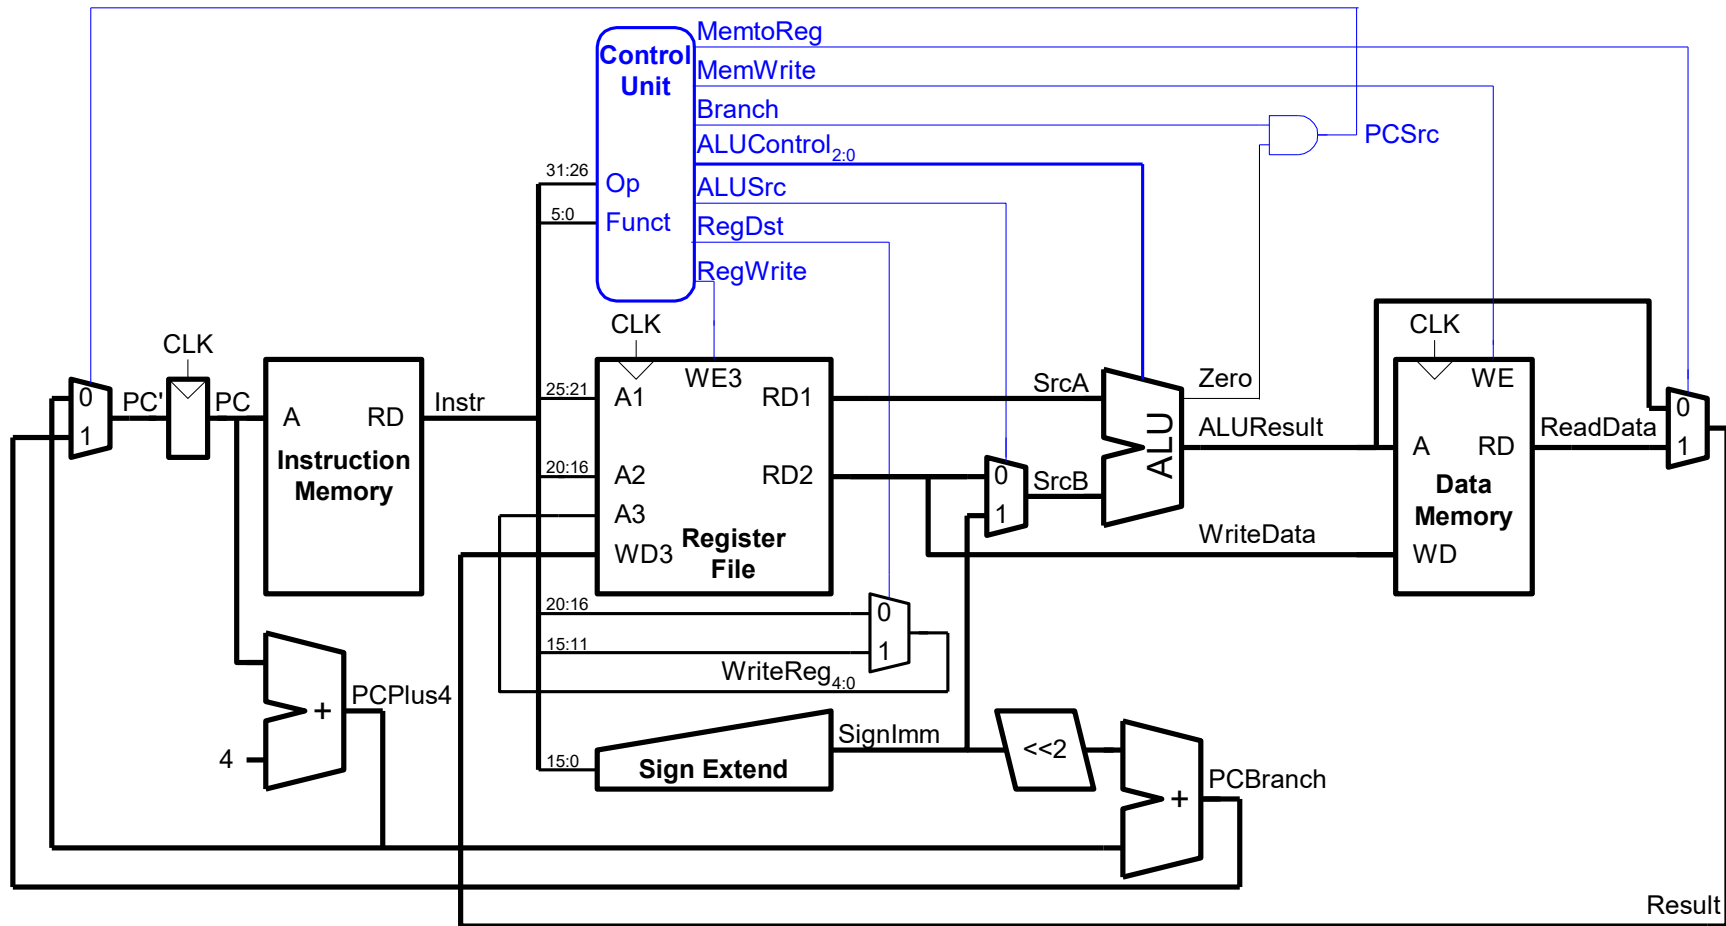 MemtoReg
Control
Unit
MemWrite
Branch
PCSrc
ALUControl2:0
31:26
Op
ALUSrc
5:0
Funct
RegDst
RegWrite
CLK
CLK
CLK
0
1
PC'
PC
A
RD
Instruction
Memory
Instr
25:21
A1
WE3
RD1
20:16
A2
RD2
A3
WD3
Register
File
0
1
SrcA
SrcB
ALU
Zero
ALUResult
WriteData
WE
A
RD
Data
Memory
WD
ReadData
0
1
20:16
0
15:11
1
WriteReg4:0
PCPlus4
+
4
15:0
Sign Extend
SignImm
<<2
+
PCBranch
Result